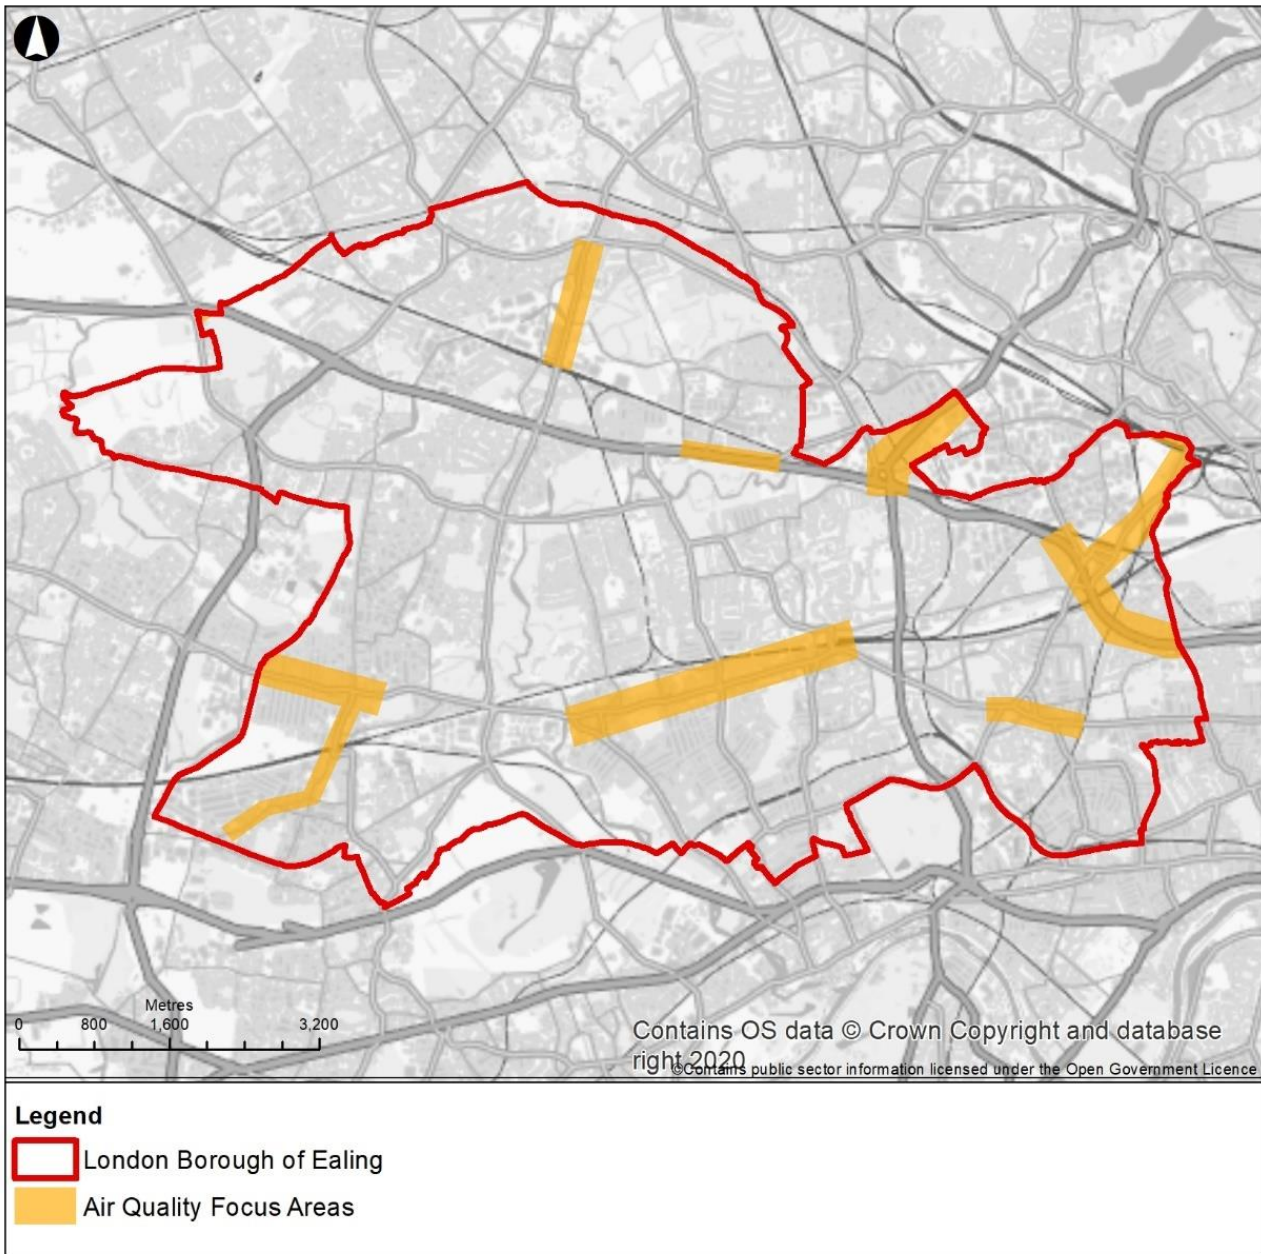 Metres
0 800 1,600 3,200
Contains OS data © Crown Copyright and database
right 2020
©Contains public sector information licensed under the Open Government Licence
Legend
London Borough of Ealing
Air Quality Focus Areas